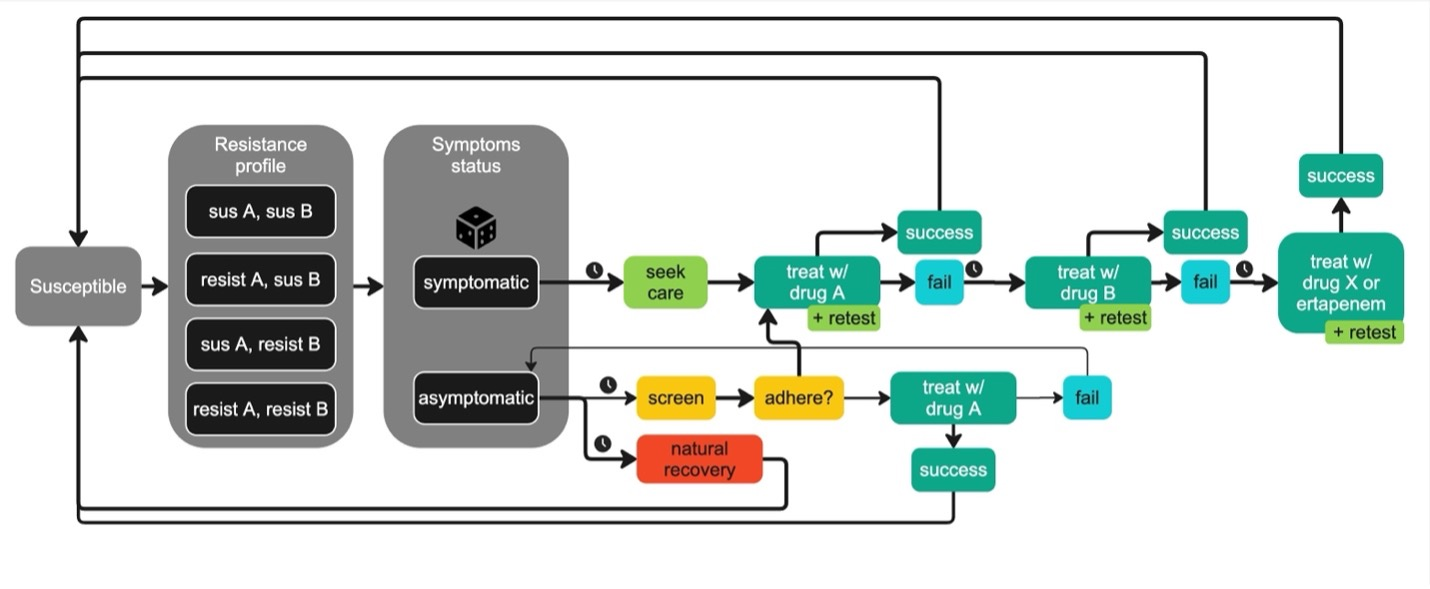 Resistance
profile
sus A, sus B
resist A, sus B
sus A, resist B
resist A, resist B
Symptoms
status
symptomatic
asymptomatic
Susceptible
seek
care
treat w/
drug A
+ retest
success
fail
treat w/
drug B
+ retest
success
fail
treat w/
drug X or
ertapenem
+ retest
success
screen
adhere?
treat w/
drug A
fail
success
natural
recovery